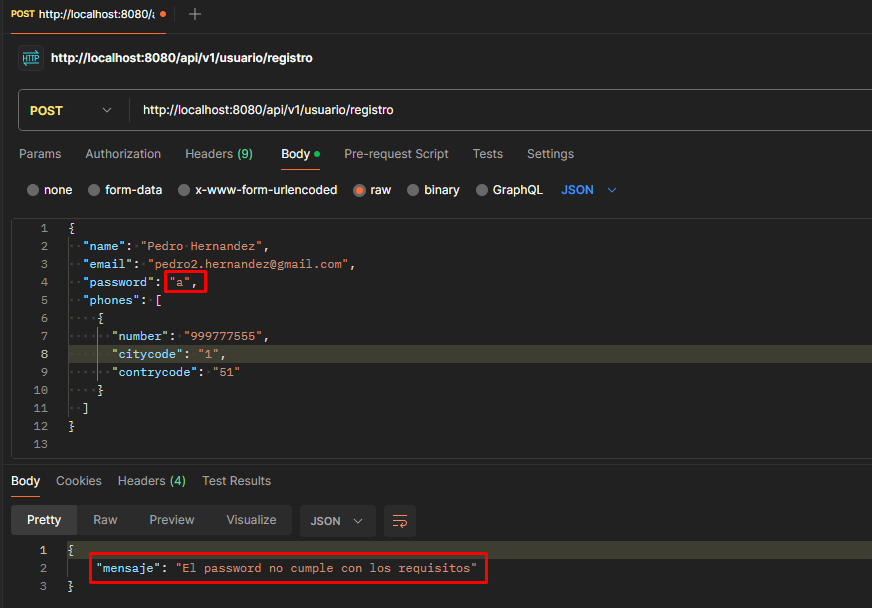 POST http://localhost:8080/a
http://localhost:8080/api/v1/usuario/registro
POST http://localhost:8080/api/v1/usuario/registro
Params Authorization Headers (9) Body Pre-request Script Tests Settings
none form-data x-www-form-urlencoded raw binary GraphQL JSON
1 {
2 "name": "Pedro Hernandez",
3 "email": "pedro2.hernandez@gmail.com",
4 "password": "a",
5 "phones": [
6 {
7 "number": "999777555",
8 "citycode": "1",
9 "contrycode": "51"
10 }
11 ]
12 }
13
Body Cookies Headers (4) Test Results
Pretty Raw Preview Visualize JSON
1 {
2 "mensaje": "El password no cumple con los requisitos"
3 }